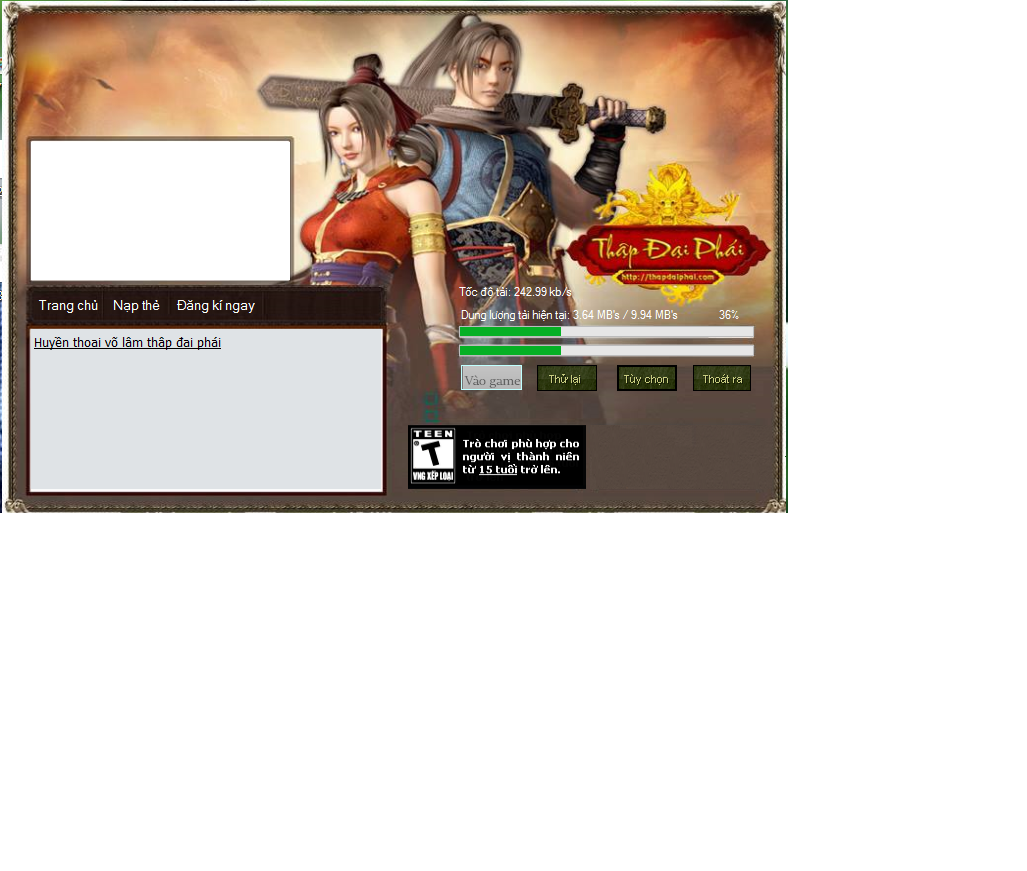 Thập Đại Phái
http://thapdaiphai.com
Tốc độ tải: 242.99 kb/s
Dung lượng tải hiện tại: 3.64 MB's / 9.94 MB's 36%
Trang chủ Nạp thẻ Đăng kí ngay
Huyền thoại võ lâm thập đại phái
Vào game Thử lại Tùy chọn Thoát ra
TEEN
T
®
VNG XẾP LOẠI
Trò chơi phù hợp cho
người vị thành niên
từ 15 tuổi trở lên.